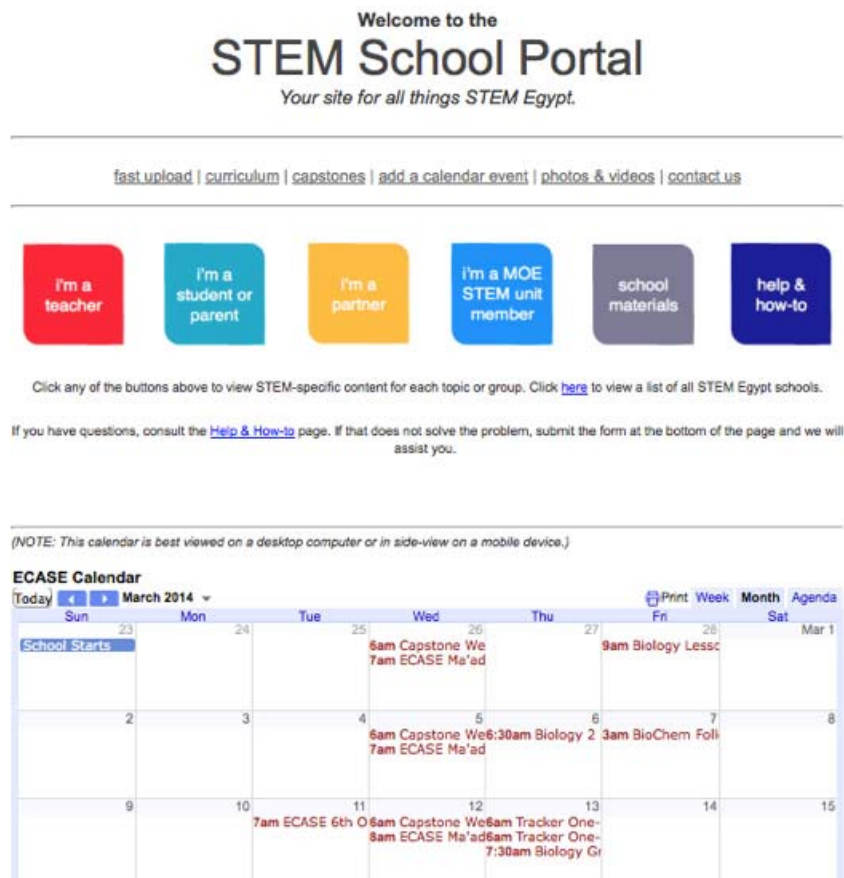 Welcome to the
STEM School Portal
Your site for all things STEM Egypt.
fast upload | curriculum | capstones | add a calendar event | photos & videos | contact us
i'm a teacher
i'm a student or parent
i'm a partner
i'm a MOE STEM unit member
school materials
help & how-to
Click any of the buttons above to view STEM-specific content for each topic or group. Click here to view a list of all STEM Egypt schools.
If you have questions, consult the Help & How-to page. If that does not solve the problem, submit the form at the bottom of the page and we will
assist you.
(NOTE: This calendar is best viewed on a desktop computer or in side-view on a mobile device.)
ECASE Calendar
Today March 2014 Print Week Month Agenda
Sun Mon Tue Wed Thu Fri Sat
23 24 25 26 27 28 Mar 1
School Starts 6am Capstone We 9am Biology Lessc
7am ECASE Ma'ad
2 3 4 5 6 7 8
6am Capstone We 6:30am Biology 2 3am BioChem Foll
7am ECASE Ma'ad
9 10 11 12 13 14 15
7am ECASE 6th O 6am Capstone We 6am Tracker One-
8am ECASE Ma'ad 6am Tracker One-
7:30am Biology Gr